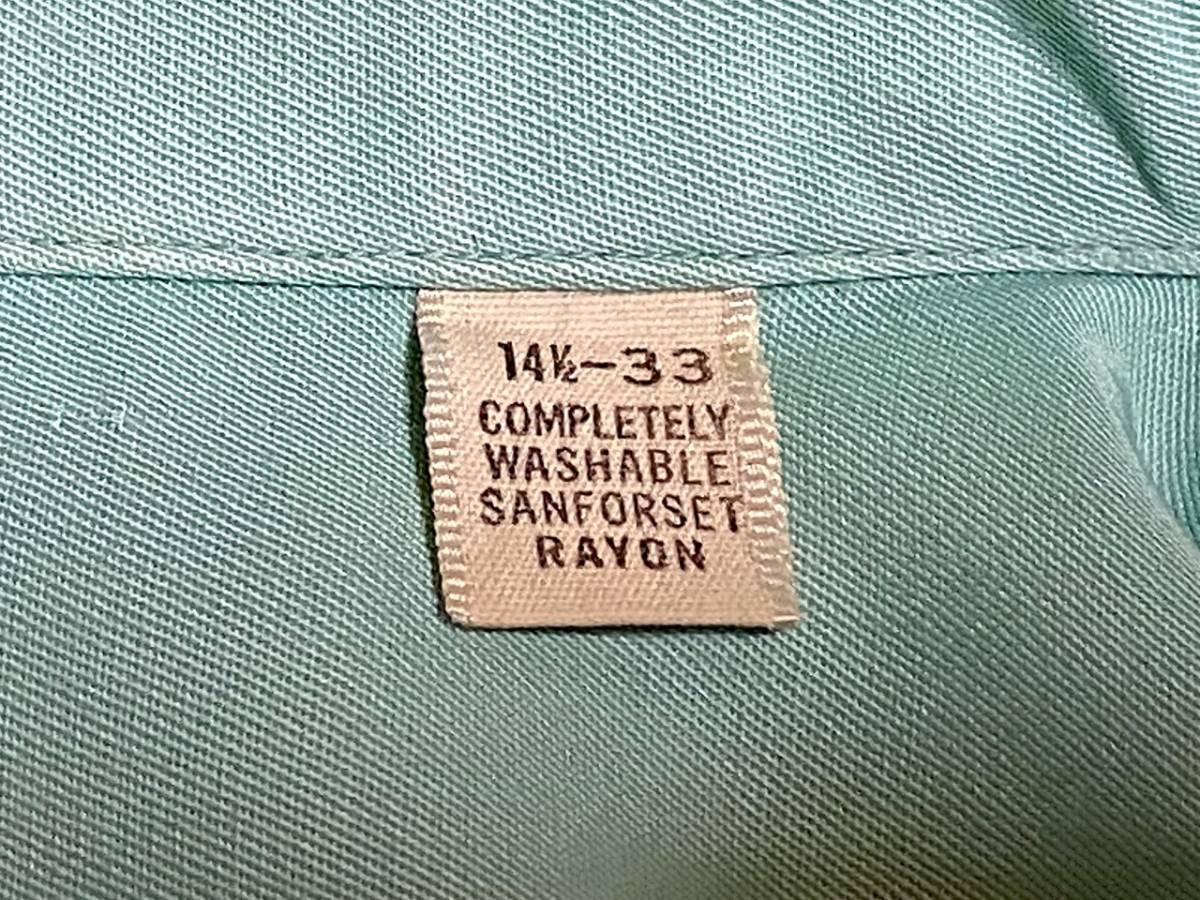 14½–33
COMPLETELY
WASHABLE
SANFORSET
RAYON